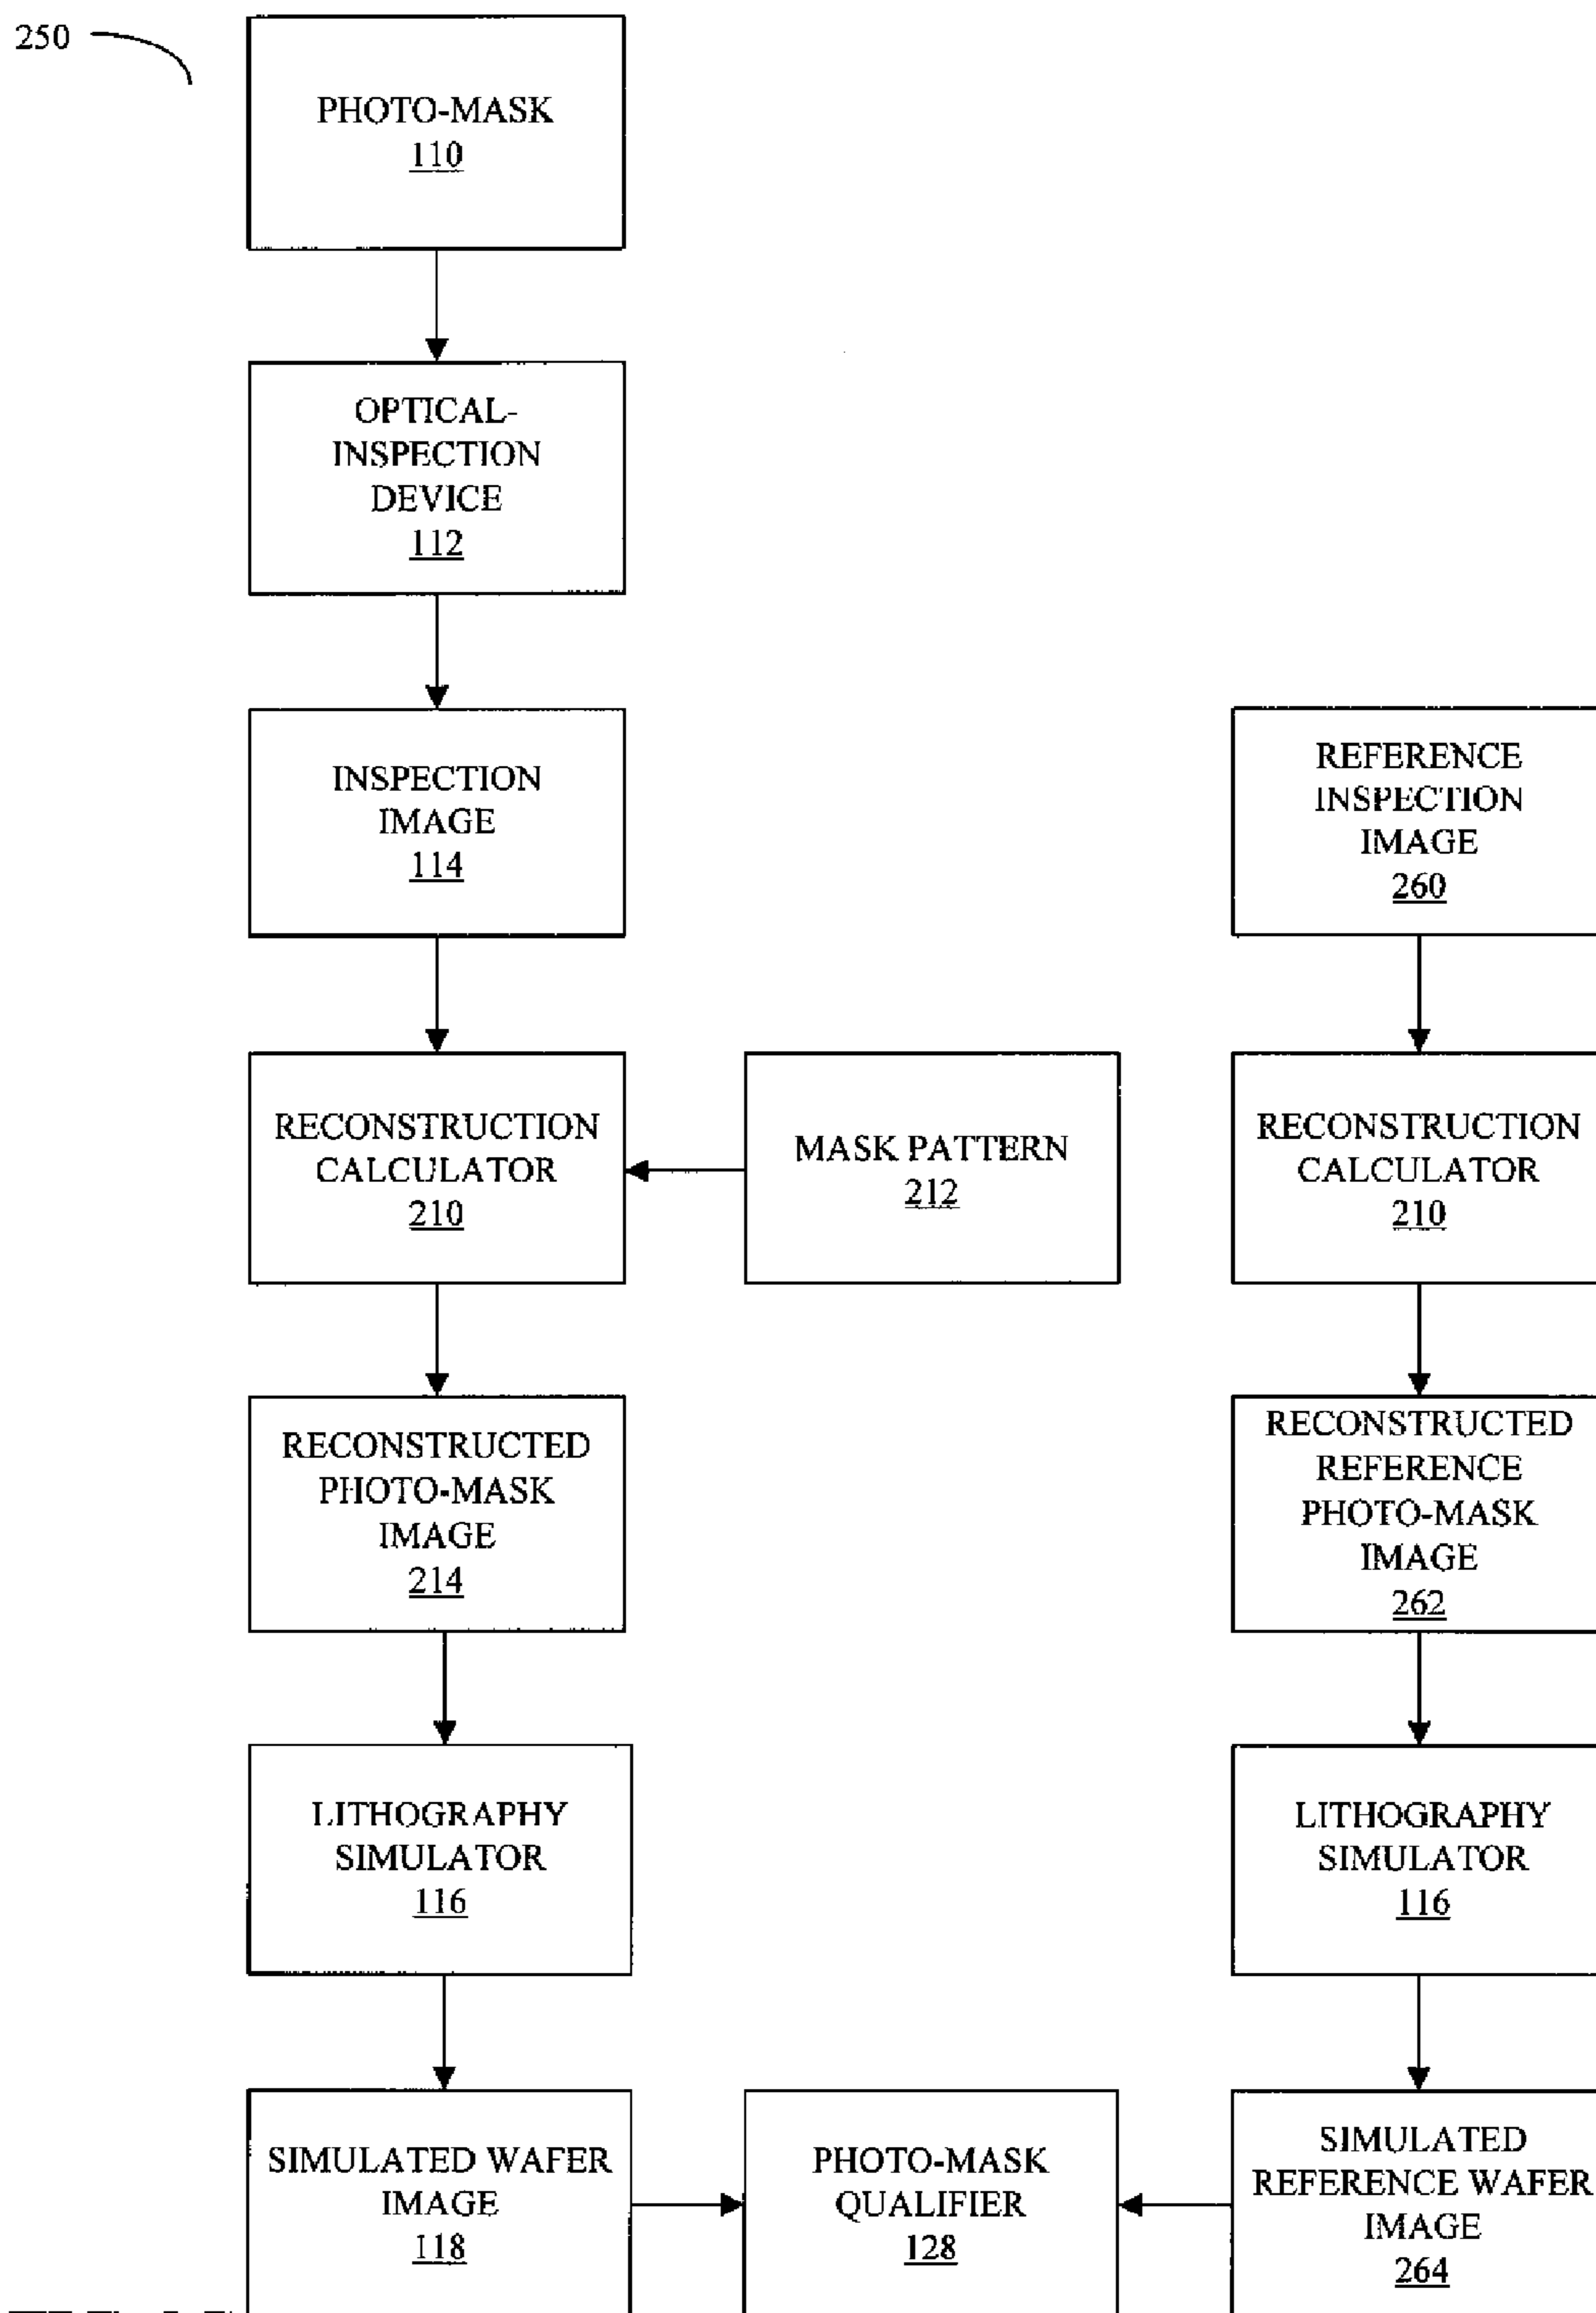 250
PHOTO-MASK
110
OPTICAL-
INSPECTION
DEVICE
112
INSPECTION
IMAGE
114
REFERENCE
INSPECTION
IMAGE
260
RECONSTRUCTION
CALCULATOR
210
MASK PATTERN
212
RECONSTRUCTION
CALCULATOR
210
RECONSTRUCTED
PHOTO-MASK
IMAGE
214
RECONSTRUCTED
REFERENCE
PHOTO-MASK
IMAGE
262
LITHOGRAPHY
SIMULATOR
116
LITHOGRAPHY
SIMULATOR
116
SIMULATED WAFER
IMAGE
118
PHOTO-MASK
QUALIFIER
128
SIMULATED
REFERENCE WAFER
IMAGE
264